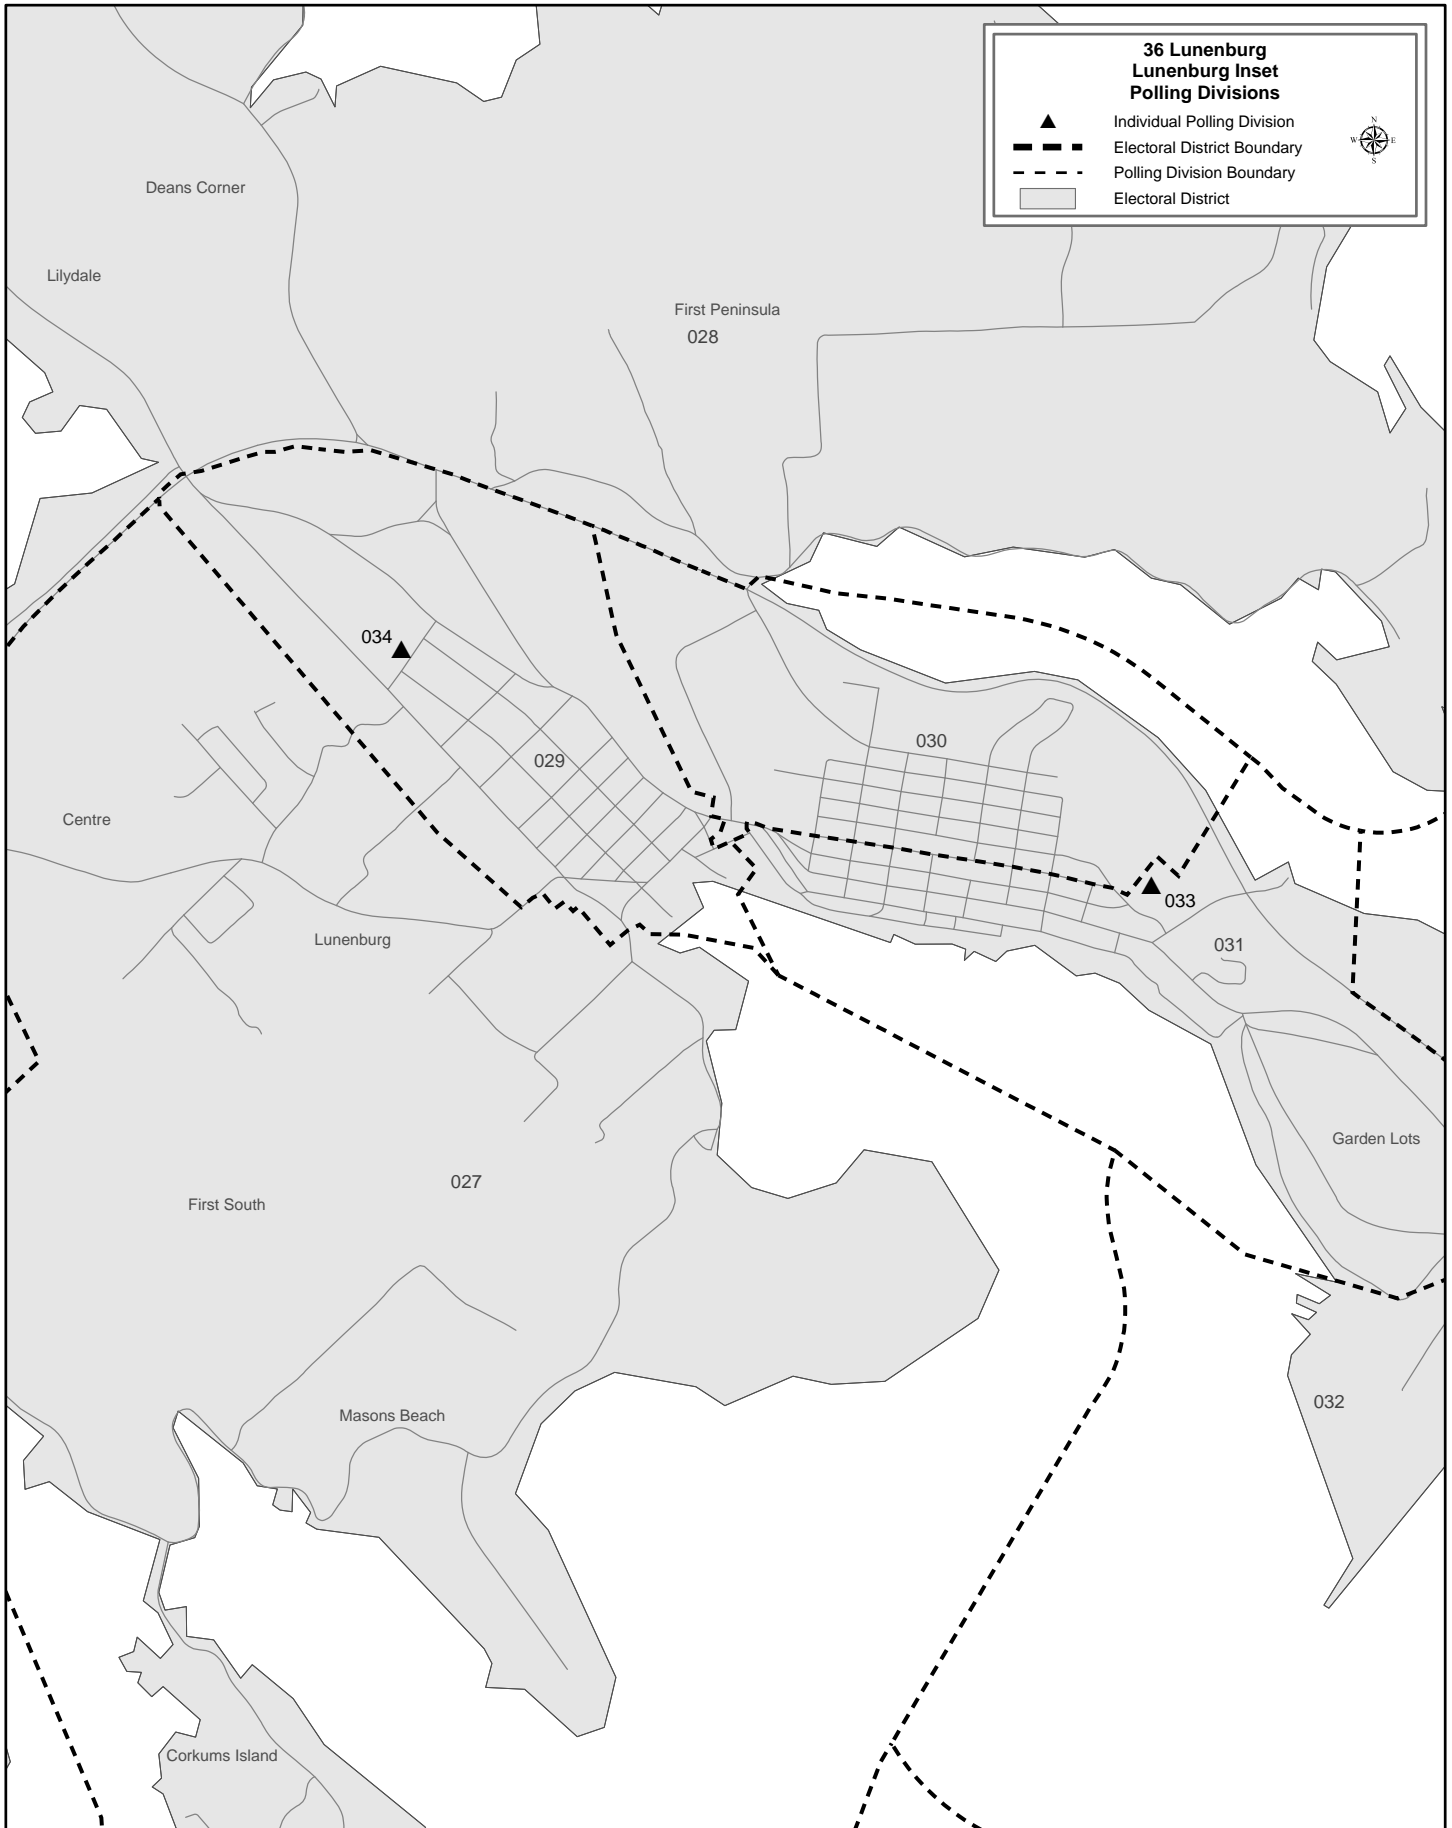 36 Lunenburg
Lunenburg Inset
Polling Divisions
Individual Polling Division
Electoral District Boundary
Polling Division Boundary
Electoral District
N
W E
S
Deans Corner
Lilydale
First Peninsula
028
034
030
029
Centre
033
Lunenburg
031
Garden Lots
027
First South
032
Masons Beach
Corkums Island